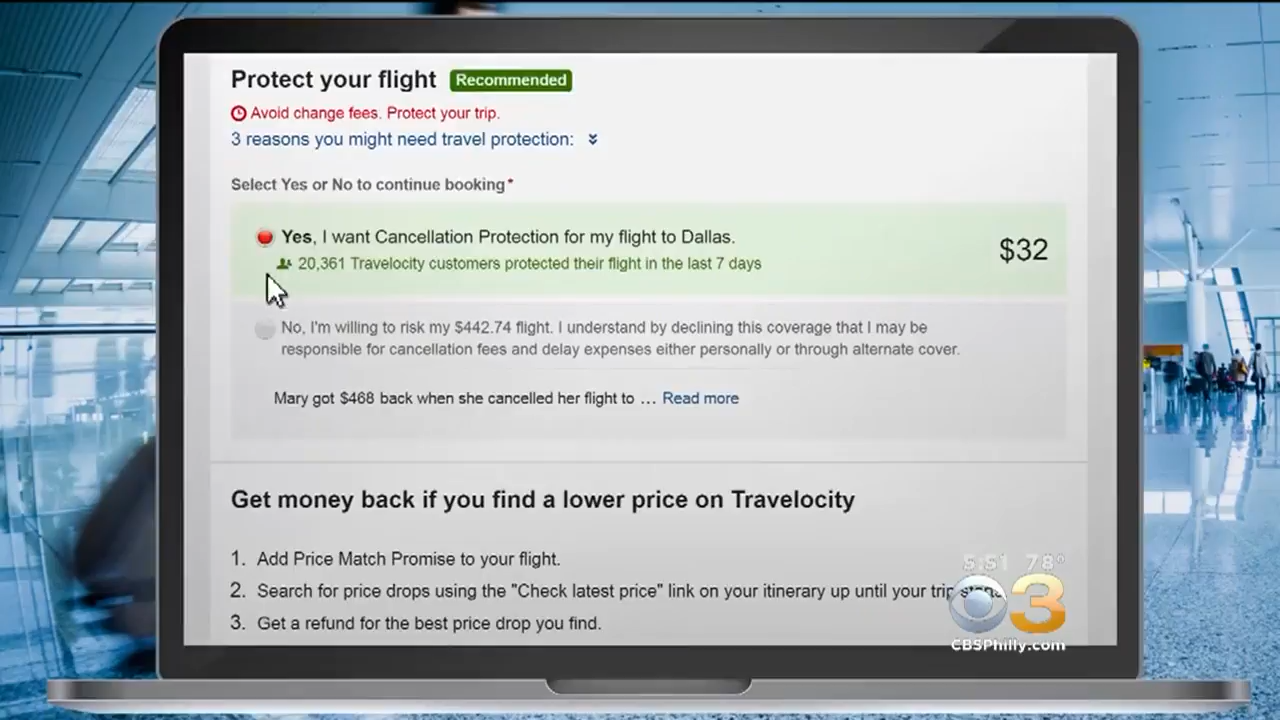 Protect your flight Recommended
Avoid change fees. Protect your trip.
3 reasons you might need travel protection:
Select Yes or No to continue booking*
Yes, I want Cancellation Protection for my flight to Dallas.
$32
20,361 Travelocity customers protected their flight in the last 7 days
No, I'm willing to risk my $442.74 flight. I understand by declining this coverage that I may be
responsible for cancellation fees and delay expenses either personally or through alternate cover.
Mary got $468 back when she cancelled her flight to ... Read more
Get money back if you find a lower price on Travelocity
1. Add Price Match Promise to your flight.
2. Search for price drops using the "Check latest price" link on your itinerary up until your trip
3. Get a refund for the best price drop you find.
5:51 78°
3
CBSPhilly.com